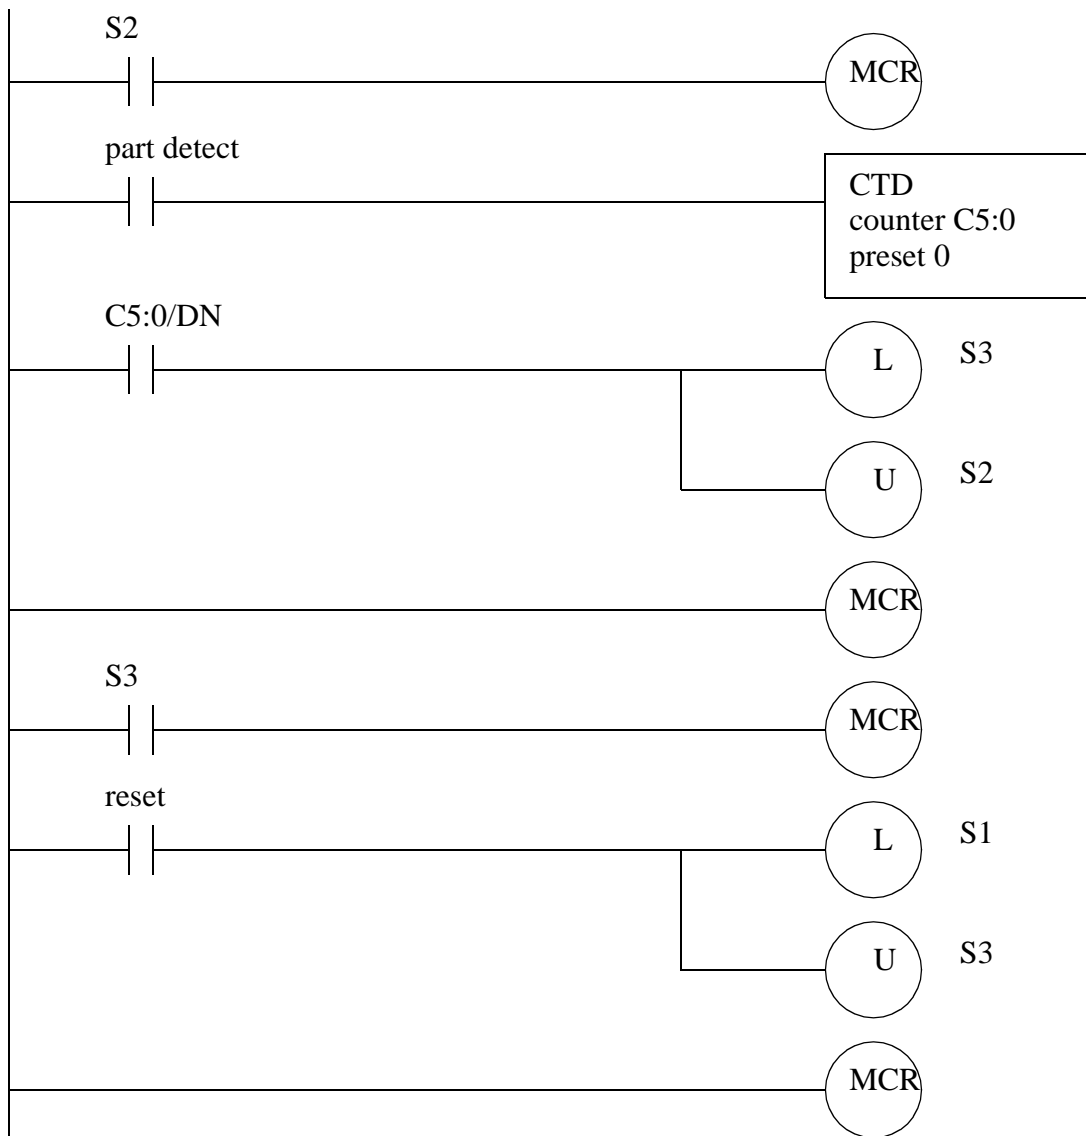 S2
MCR
part detect
CTD
counter C5:0
preset 0
C5:0/DN
L S3
U S2
MCR
S3
MCR
reset
L S1
U S3
MCR